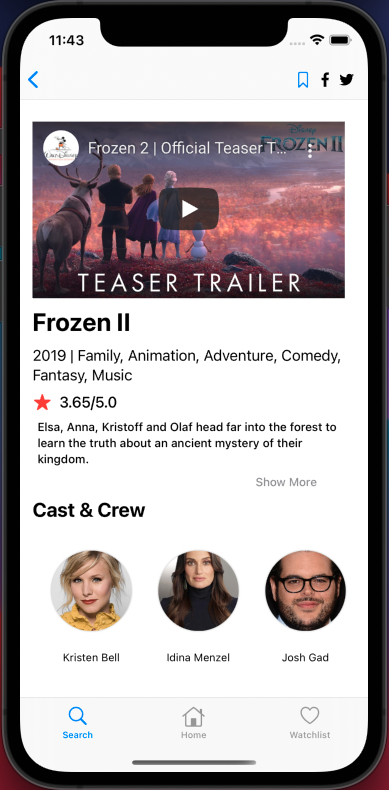 11:43
Frozen 2 | Official Teaser T...
Disney
FROZEN II
TEASER TRAILER
Frozen II
2019 | Family, Animation, Adventure, Comedy,
Fantasy, Music
3.65/5.0
Elsa, Anna, Kristoff and Olaf head far into the forest to
learn the truth about an ancient mystery of their
kingdom.
Show More
Cast & Crew
Kristen Bell
Idina Menzel
Josh Gad
Search
Home
Watchlist